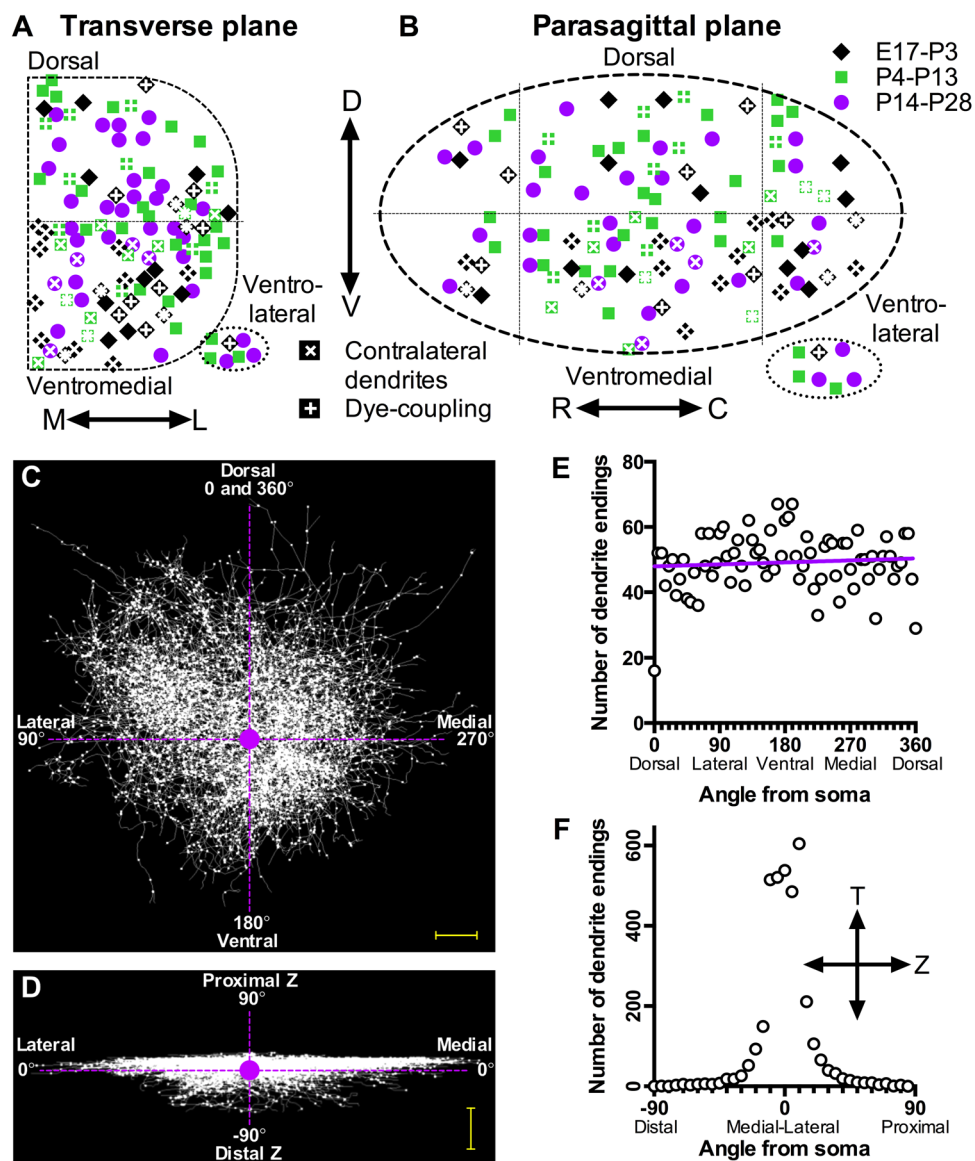 A Transverse plane
B Parasagittal plane
Dorsal
Dorsal
E17-P3
P4-P13
P14-P28
D
V
Ventro-
lateral
Ventro-
lateral
Contralateral
dendrites
Dye-coupling
Ventromedial
Ventromedial
M L
R C
C
Dorsal
0 and 360°
Lateral
90°
Medial
270°
180°
Ventral
D
Proximal Z
90°
Lateral
0°
Medial
0°
-90°
Distal Z
E
Number of dendrite endings
80
60
40
20
0
0 90 180 270 360
Dorsal Lateral Ventral Medial Dorsal
Angle from soma
F
Number of dendrite endings
600
400
200
0
T
Z
-90 0 90
Distal Medial-Lateral Proximal
Angle from soma